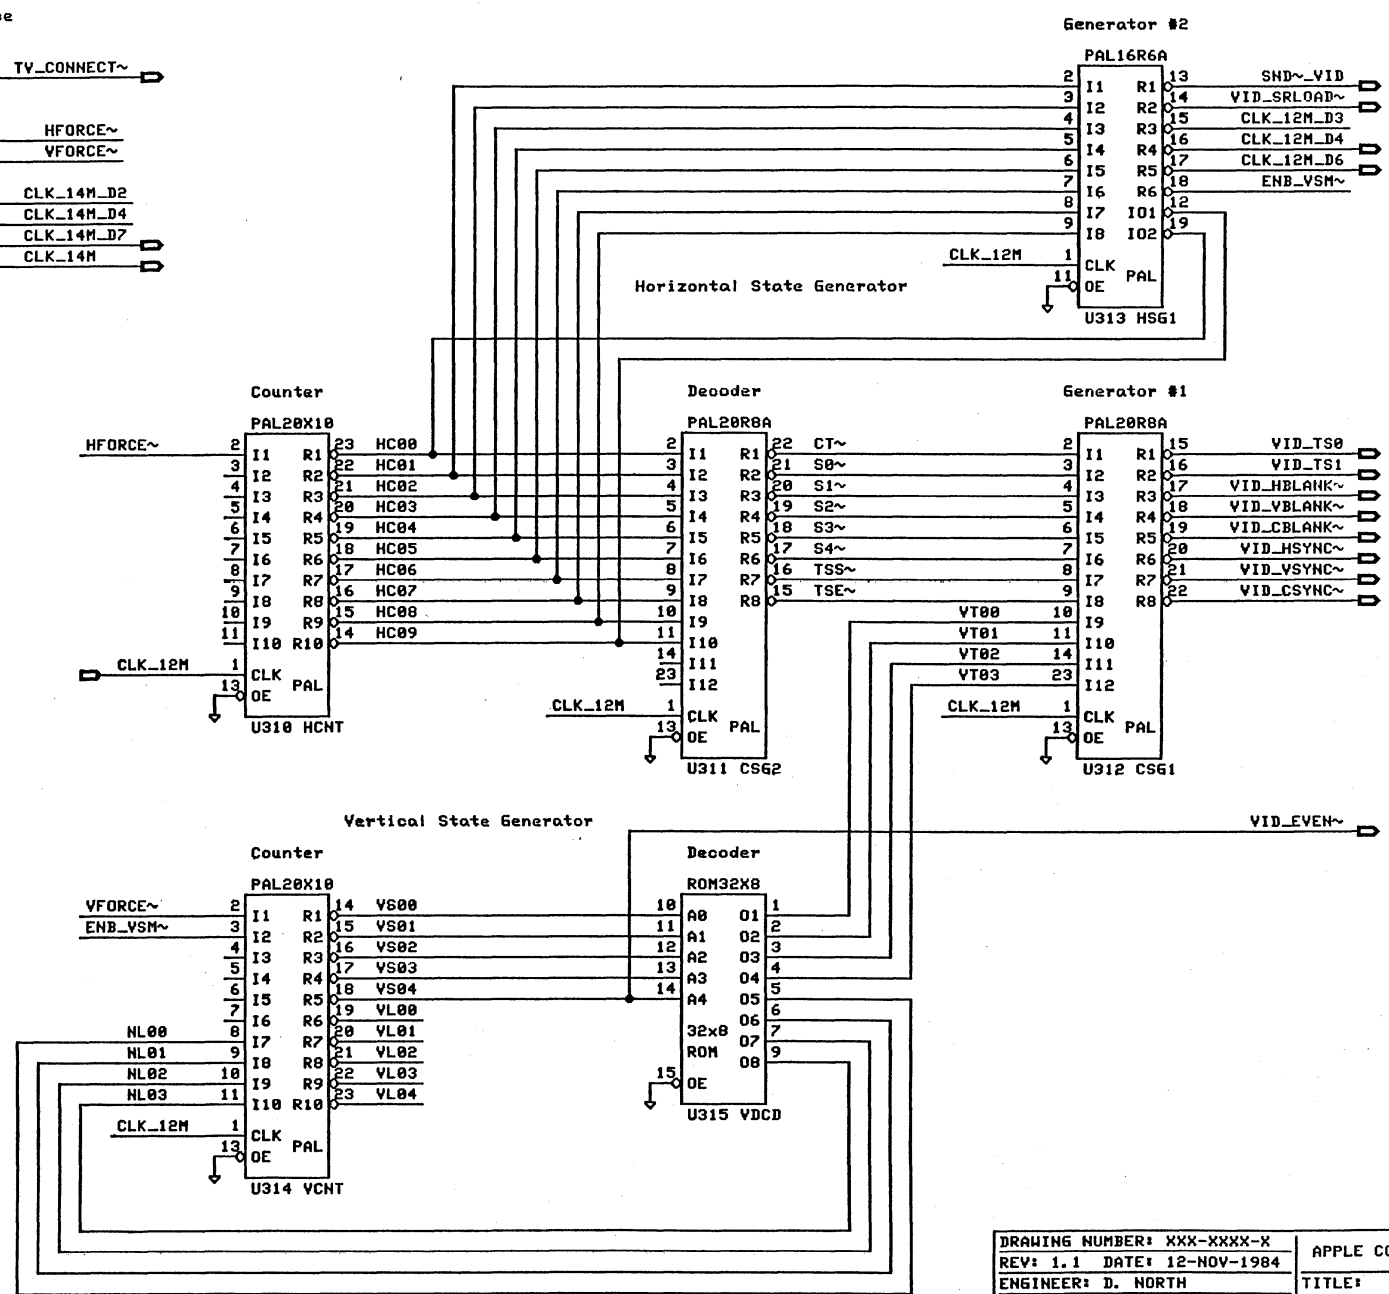 Generator #2
TV_CONNECT~
PAL16R6A
HFORCE~
VFORCE~
CLK_14M_D2
CLK_14M_D4
CLK_14M_D7
CLK_14M
2 I1 R1 13 SND~_VID
3 I2 R2 14 VID_SRLOAD~
4 I3 R3 15 CLK_12M_D3
5 I4 R4 16 CLK_12M_D4
6 I5 R5 17 CLK_12M_D6
7 I6 R6 18 ENB_VSM~
8 I7 IO1 12
9 I8 IO2 19
CLK_12M 1 CLK
11 OE PAL
U313 HSG1
Horizontal State Generator
Counter
PAL20X10
HFORCE~ 2 I1 R1 23 HC00
3 I2 R2 22 HC01
4 I3 R3 21 HC02
5 I4 R4 20 HC03
6 I5 R5 19 HC04
7 I6 R6 18 HC05
8 I7 R7 17 HC06
9 I8 R8 16 HC07
10 I9 R9 15 HC08
11 I10 R10 14 HC09
CLK_12M 1 CLK
13 OE PAL
U310 HCNT
Decoder
PAL20R8A
2 I1 R1 22 CT~
3 I2 R2 21 S0~
4 I3 R3 20 S1~
5 I4 R4 19 S2~
6 I5 R5 18 S3~
7 I6 R6 17 S4~
8 I7 R7 16 TSS~
9 I8 R8 15 TSE~
10 I9
11 I10
14 I11
23 I12
CLK_12M 1 CLK
13 OE PAL
U311 CSG2
Generator #1
PAL20R8A
2 I1 R1 15 VID_TS0
3 I2 R2 16 VID_TS1
4 I3 R3 17 VID_HBLANK~
5 I4 R4 18 VID_VBLANK~
6 I5 R5 19 VID_CBLANK~
7 I6 R6 20 VID_HSYNC~
8 I7 R7 21 VID_VSYNC~
9 I8 R8 22 VID_CSYNC~
VT00 10 I9
VT01 11 I10
VT02 14 I11
VT03 23 I12
CLK_12M 1 CLK
13 OE PAL
U312 CSG1
Vertical State Generator
VID_EVEN~
Counter
PAL20X10
VFORCE~ 2 I1 R1 14 VS00
ENB_VSM~ 3 I2 R2 15 VS01
4 I3 R3 16 VS02
5 I4 R4 17 VS03
6 I5 R5 18 VS04
7 I6 R6 19 VL00
NL00 8 I7 R7 20 VL01
NL01 9 I8 R8 21 VL02
NL02 10 I9 R9 22 VL03
NL03 11 I10 R10 23 VL04
CLK_12M 1 CLK
13 OE PAL
U314 VCNT
Decoder
ROM32X8
10 A0 O1 1
11 A1 O2 2
12 A2 O3 3
13 A3 O4 4
14 A4 O5 5
O6 6
32x8 O7 7
ROM O8 9
15 OE
U315 VDCD
DRAWING NUMBER: XXX-XXXX-X
REV: 1.1 DATE: 12-NOV-1984
ENGINEER: D. NORTH
APPLE CO
TITLE: